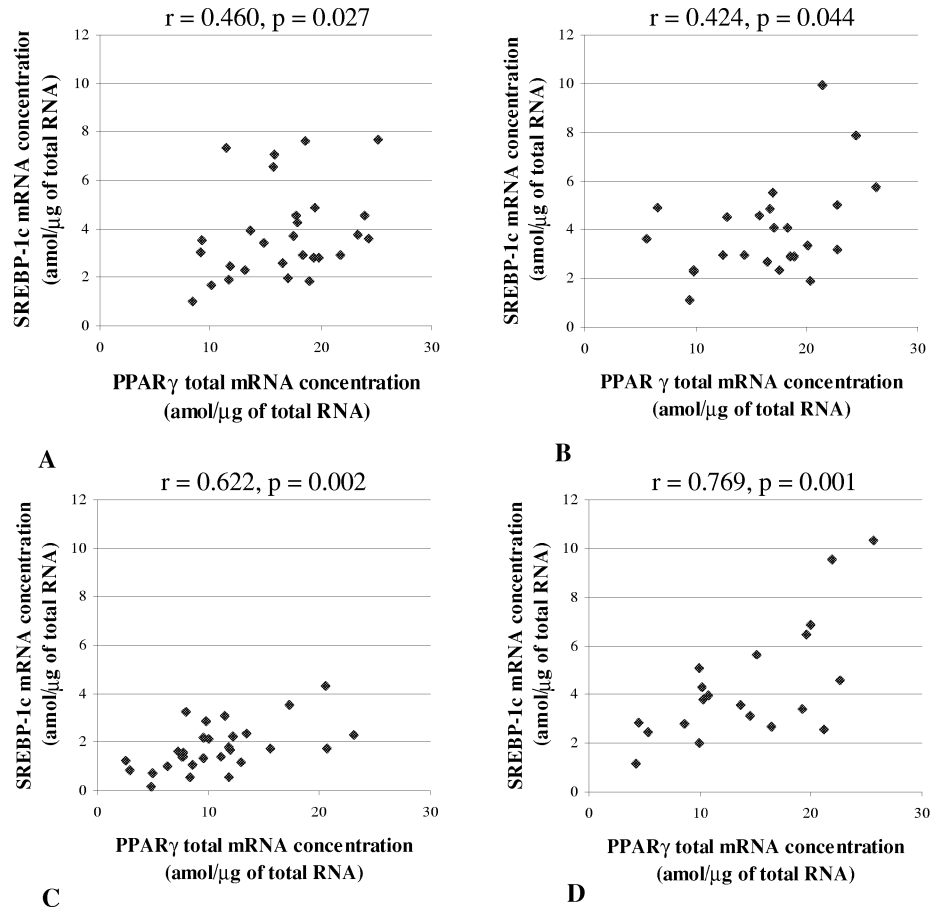 r = 0.460, p = 0.027
SREBP-1c mRNA concentration
(amol/μg of total RNA)
12
10
8
6
4
2
0
0 10 20 30
PPARγ total mRNA concentration
(amol/μg of total RNA)
A
r = 0.424, p = 0.044
SREBP-1c mRNA concentration
(amol/μg of total RNA)
12
10
8
6
4
2
0
0 10 20 30
PPAR γ total mRNA concentration
(amol/μg of total RNA)
B
r = 0.622, p = 0.002
SREBP-1c mRNA concentration
(amol/μg of total RNA)
12
10
8
6
4
2
0
0 10 20 30
PPARγ total mRNA concentration
(amol/μg of total RNA)
C
r = 0.769, p = 0.001
SREBP-1c mRNA concentration
(amol/μg of total RNA)
12
10
8
6
4
2
0
0 10 20 30
PPARγ total mRNA concentration
(amol/μg of total RNA)
D